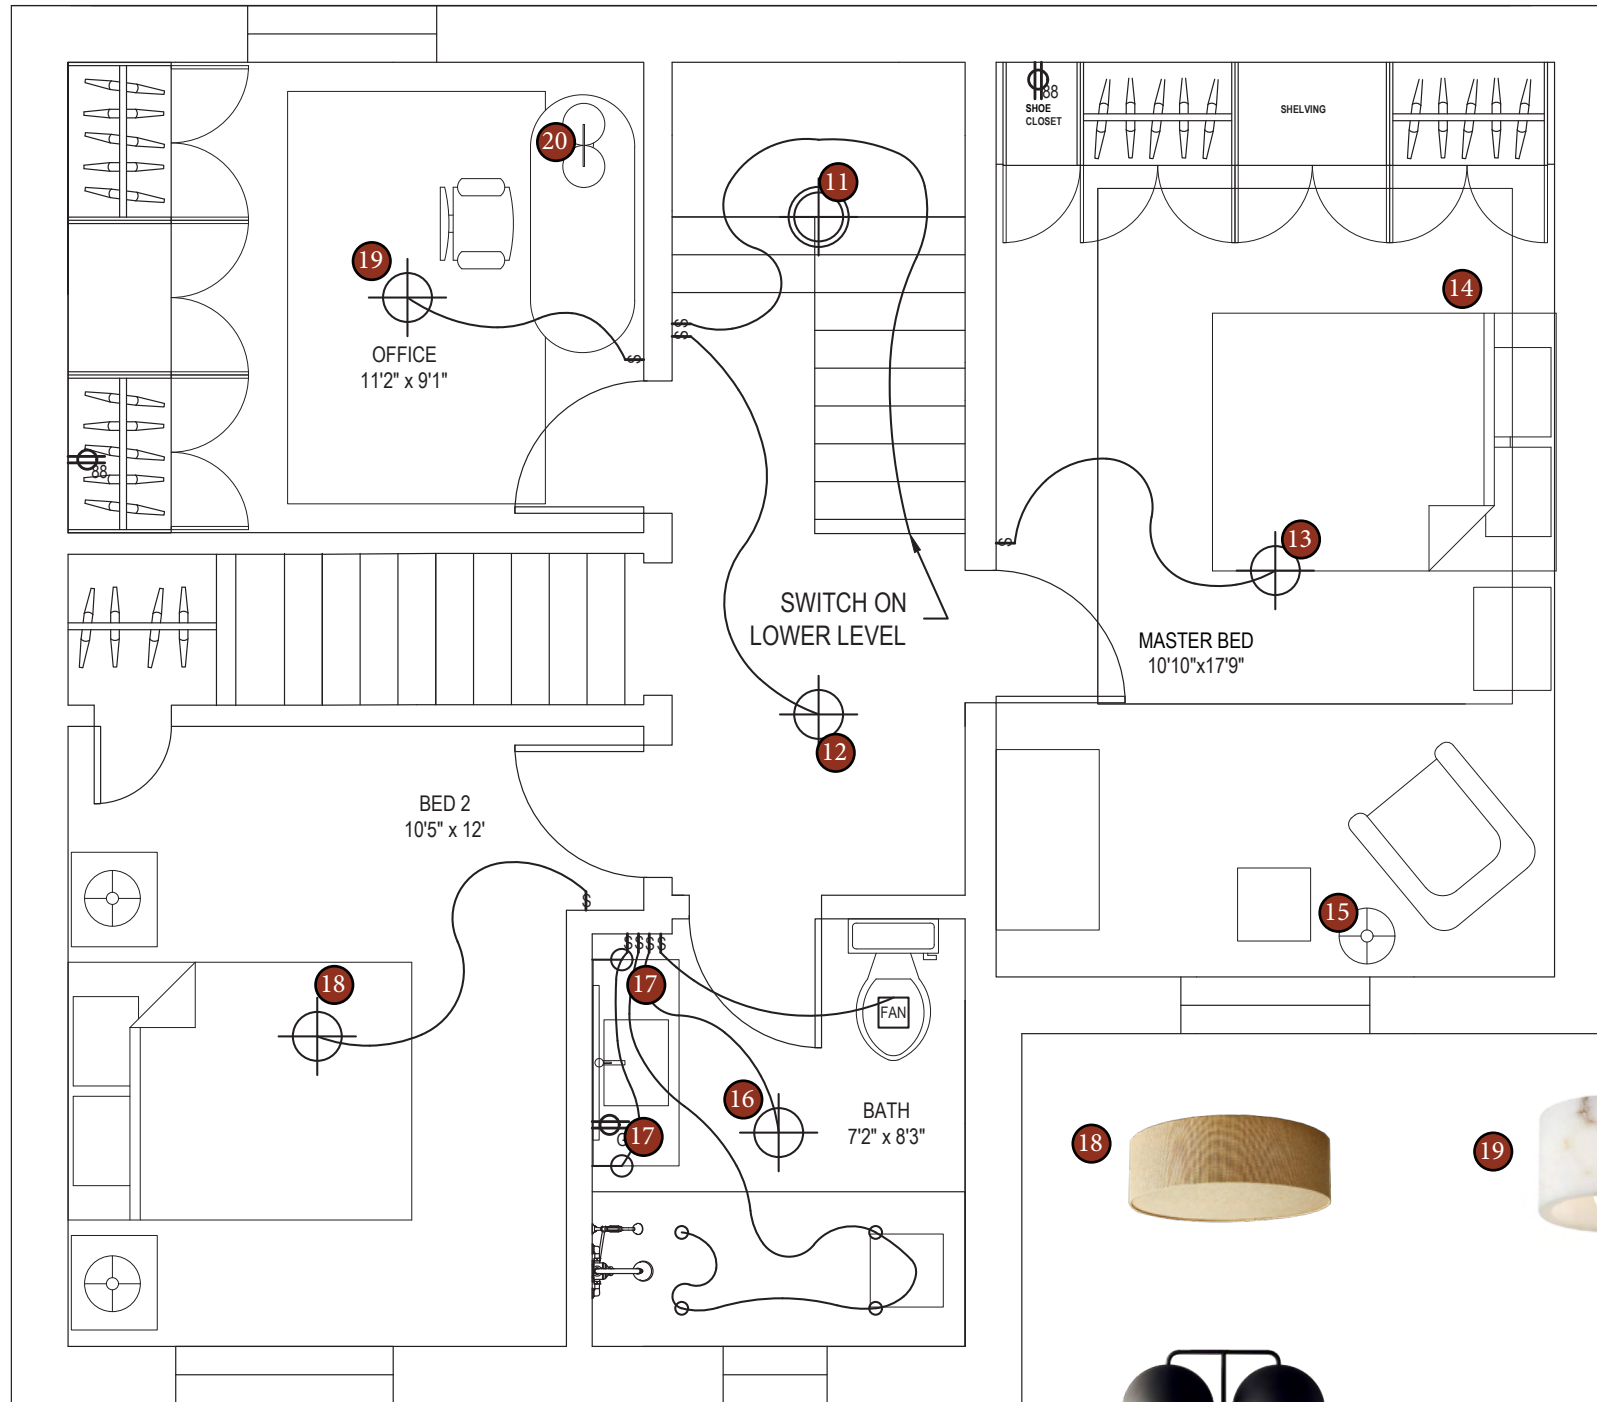 88
SHOE
CLOSET
SHELVING
20
11
19
14
S
S
S
OFFICE
11'2" x 9'1"
88
S
13
SWITCH ON
LOWER LEVEL
MASTER BED
10'10"x17'9"
12
BED 2
10'5" x 12'
S
15
S S S S
18
17
FAN
16
BATH
7'2" x 8'3"
17
G
18
19